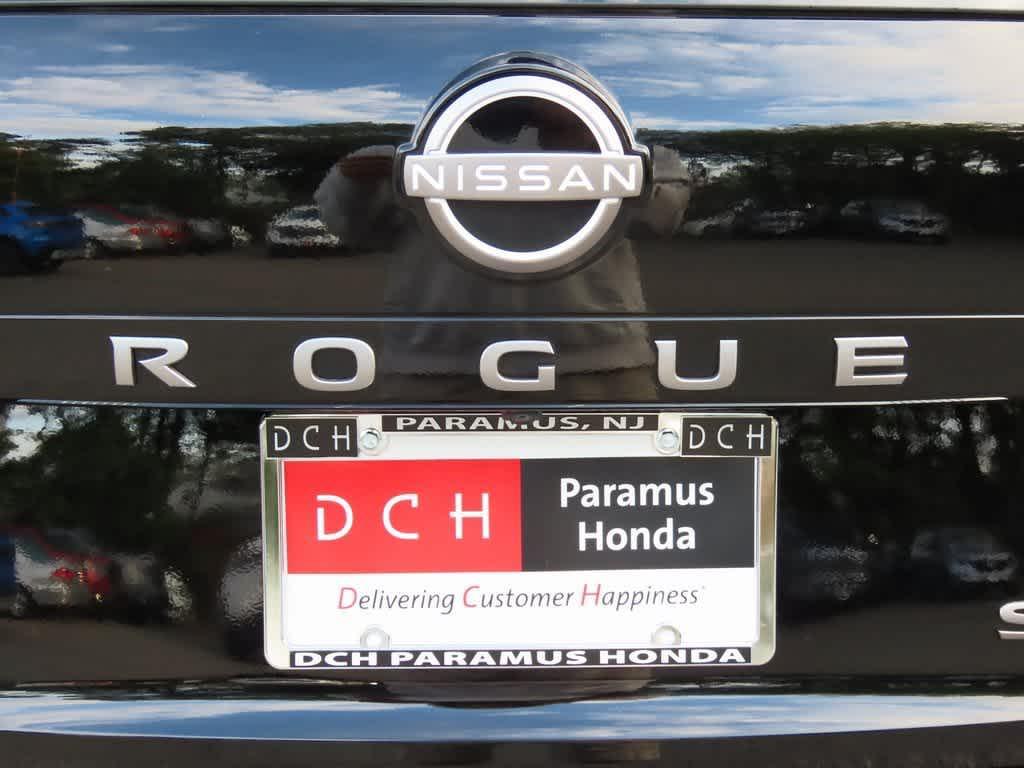 NISSAN
ROGUE
PARAMUS, NJ
DCH
DCH
DCH
Paramus
Honda
Delivering Customer Happiness
DCH PARAMUS HONDA
S